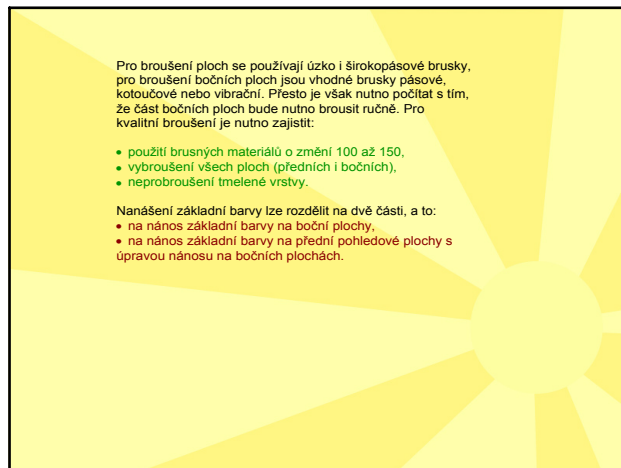 Pro broušení ploch se používají úzko i širokopásové brusky,
pro broušení bočních ploch jsou vhodné brusky pásové,
kotoučové nebo vibrační. Přesto je však nutno počítat s tím,
že část bočních ploch bude nutno brousit ručně. Pro
kvalitní broušení je nutno zajistit:
• použití brusných materiálů o změní 100 až 150,
• vybroušení všech ploch (předních i bočních),
• neprobroušení tmelené vrstvy.
Nanášení základní barvy lze rozdělit na dvě části, a to:
• na nános základní barvy na boční plochy,
• na nános základní barvy na přední pohledové plochy s
úpravou nánosu na bočních plochách.